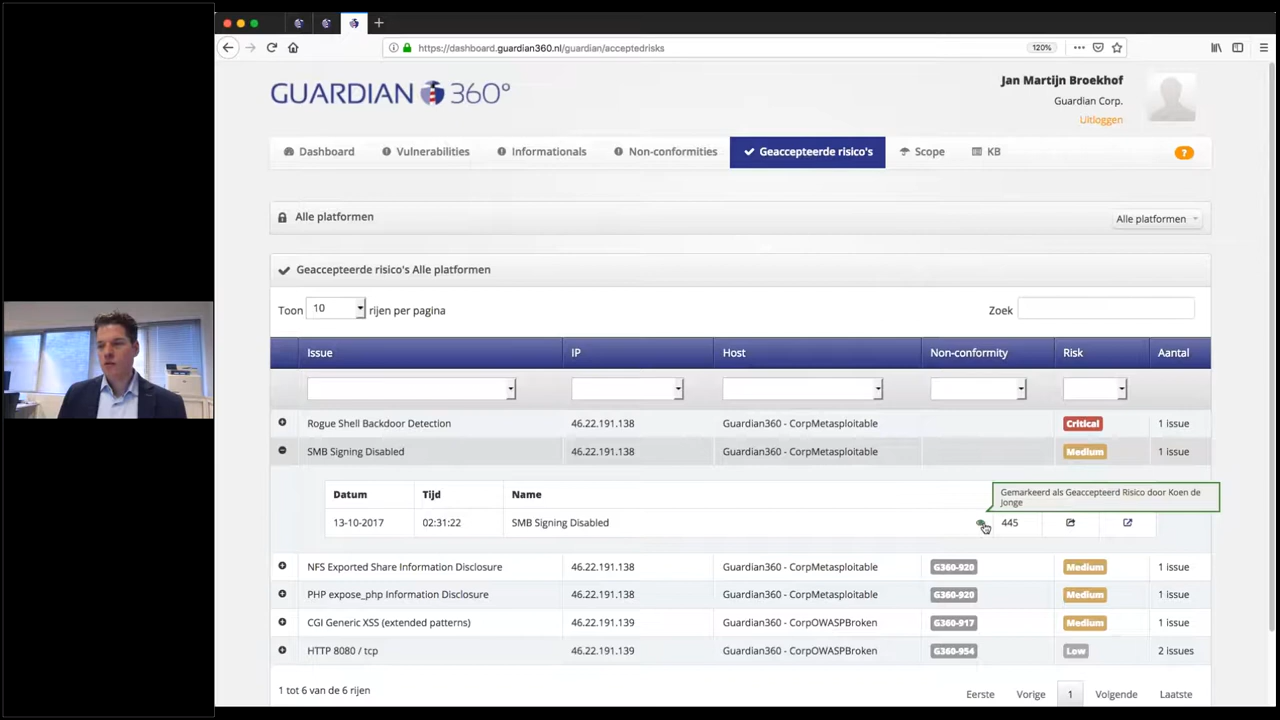 https://dashboard.guardian360.nl/guardian/acceptedrisks
120%
GUARDIAN 360°
Jan Martijn Broekhof
Guardian Corp.
Uitloggen
Dashboard Vulnerabilities Informationals Non-conformities Geaccepteerde risico's Scope KB ?
Alle platformen Alle platformen
Geaccepteerde risico's Alle platformen
Toon 10 rijen per pagina Zoek
Issue IP Host Non-conformity Risk Aantal
Rogue Shell Backdoor Detection 46.22.191.138 Guardian360 - CorpMetasploitable Critical 1 issue
SMB Signing Disabled 46.22.191.138 Guardian360 - CorpMetasploitable Medium 1 issue
Datum Tijd Name
Gemarkeerd als Geaccepteerd Risico door Koen de
Jonge
13-10-2017 02:31:22 SMB Signing Disabled 445
NFS Exported Share Information Disclosure 46.22.191.138 Guardian360 - CorpMetasploitable G360-920 Medium 1 issue
PHP expose_php Information Disclosure 46.22.191.138 Guardian360 - CorpMetasploitable G360-920 Medium 1 issue
CGI Generic XSS (extended patterns) 46.22.191.139 Guardian360 - CorpOWASPBroken G360-917 Medium 1 issue
HTTP 8080 / tcp 46.22.191.139 Guardian360 - CorpOWASPBroken G360-954 Low 2 issues
1 tot 6 van de 6 rijen
Eerste Vorige 1 Volgende Laatste